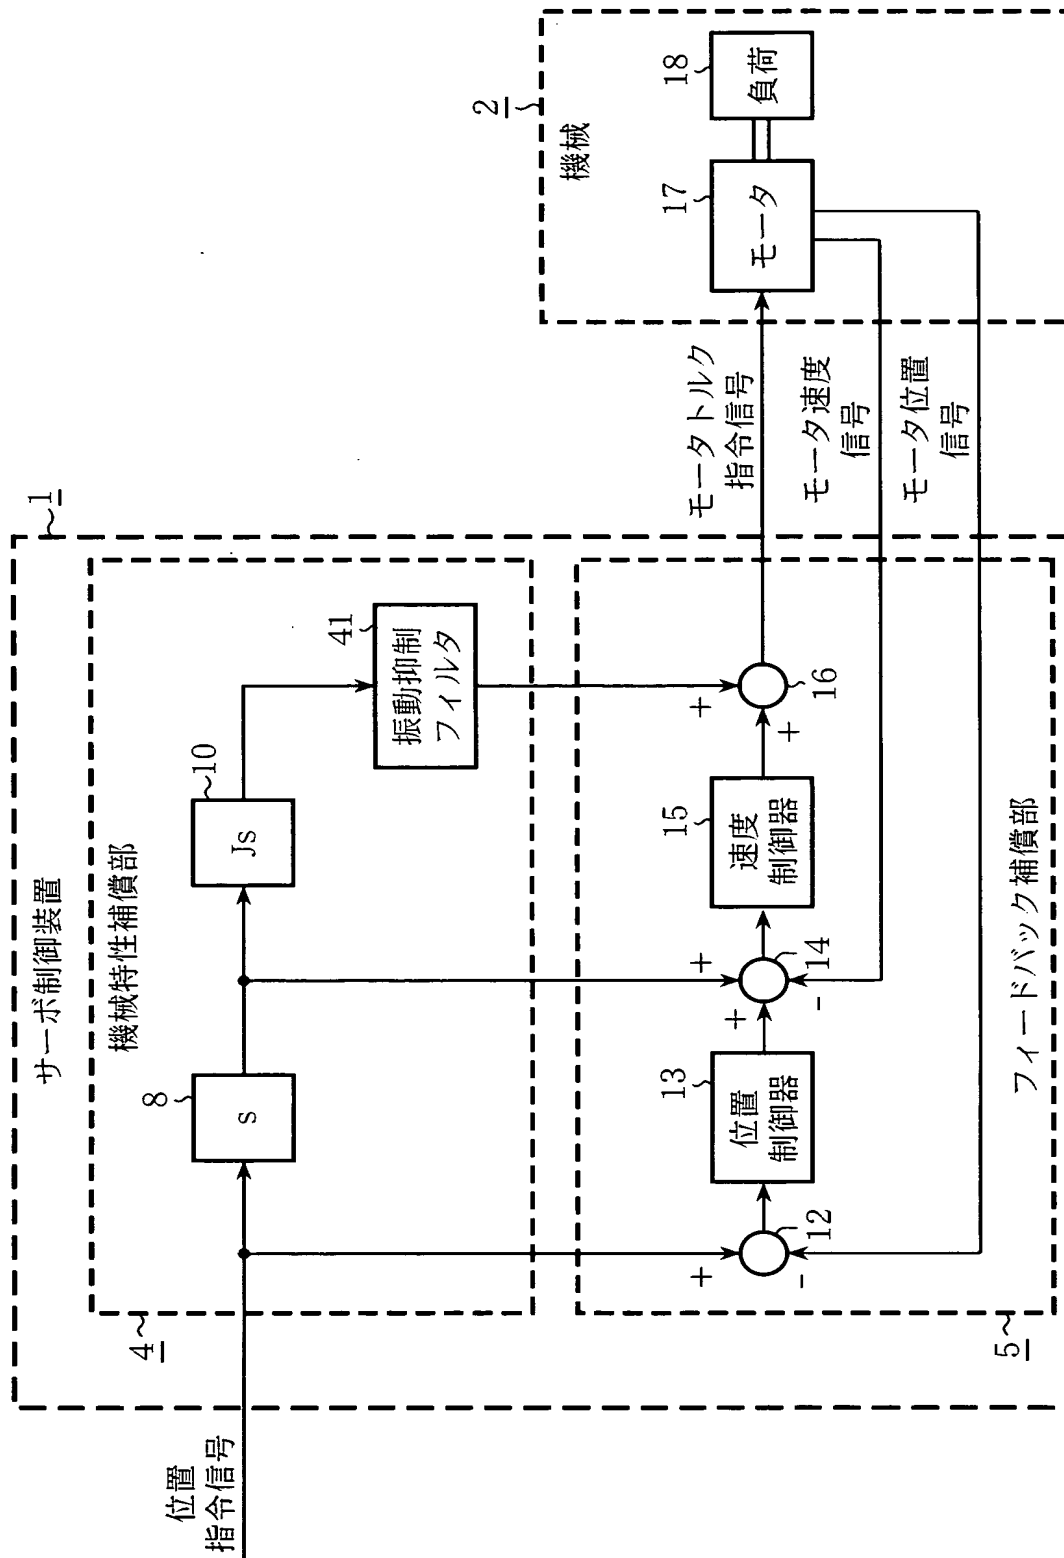 サーボ制御装置
1
機械特性補償部
4
位置
指令信号
8
s
10
Js
41
振動抑制
フィルタ
+
-
12
13
位置
制御器
+
+
-
14
15
速度
制御器
+
+
16
5
フィードバック補償部
モータトルク
指令信号
モータ速度
信号
モータ位置
信号
2
機械
17
モータ
18
負荷